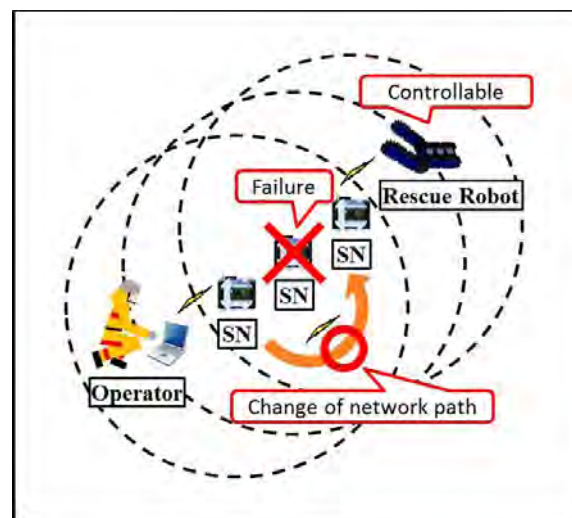 Controllable
Rescue Robot
Failure
SN
SN
SN
Operator
Change of network path